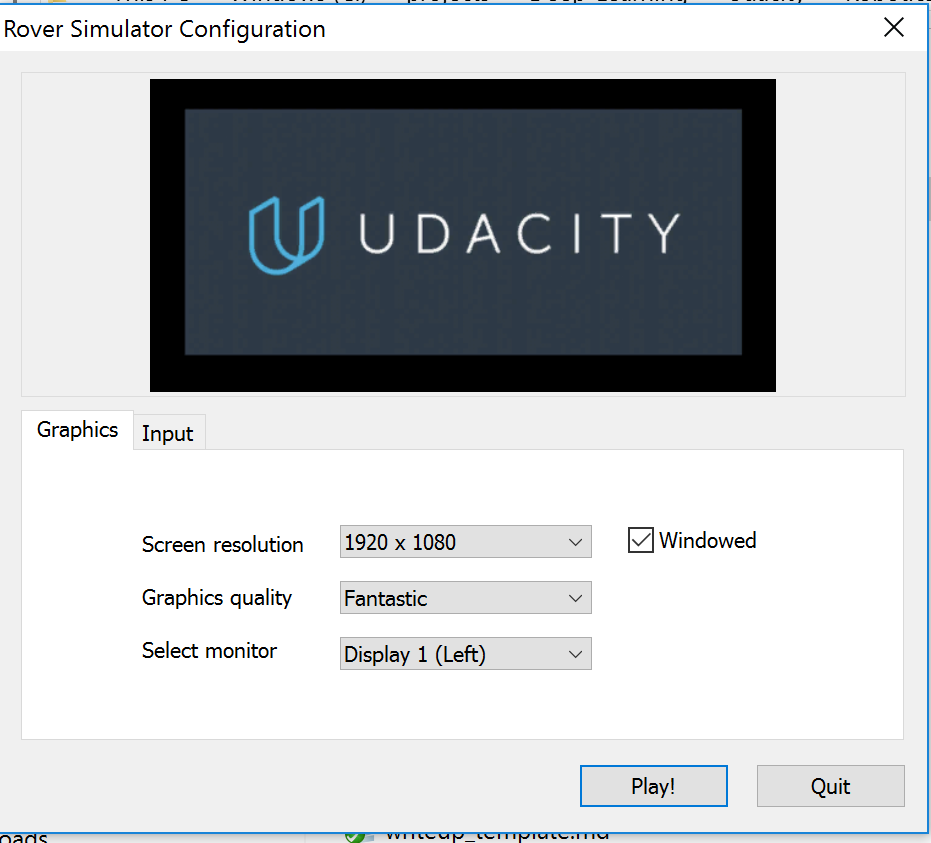 Rover Simulator Configuration
UDACITY
Graphics
Input
Screen resolution
1920 x 1080
Windowed
Graphics quality
Fantastic
Select monitor
Display 1 (Left)
Play!
Quit
writeup_template.md